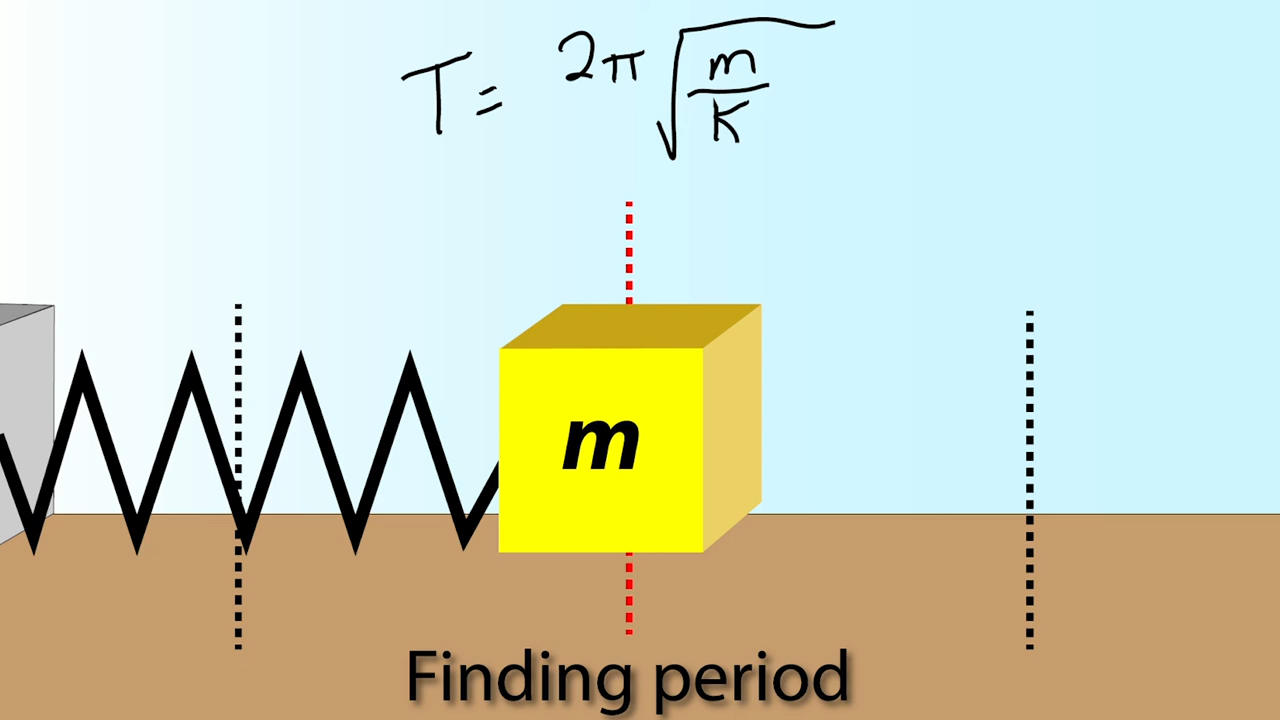 T = 2π √(m/K)
m
Finding period